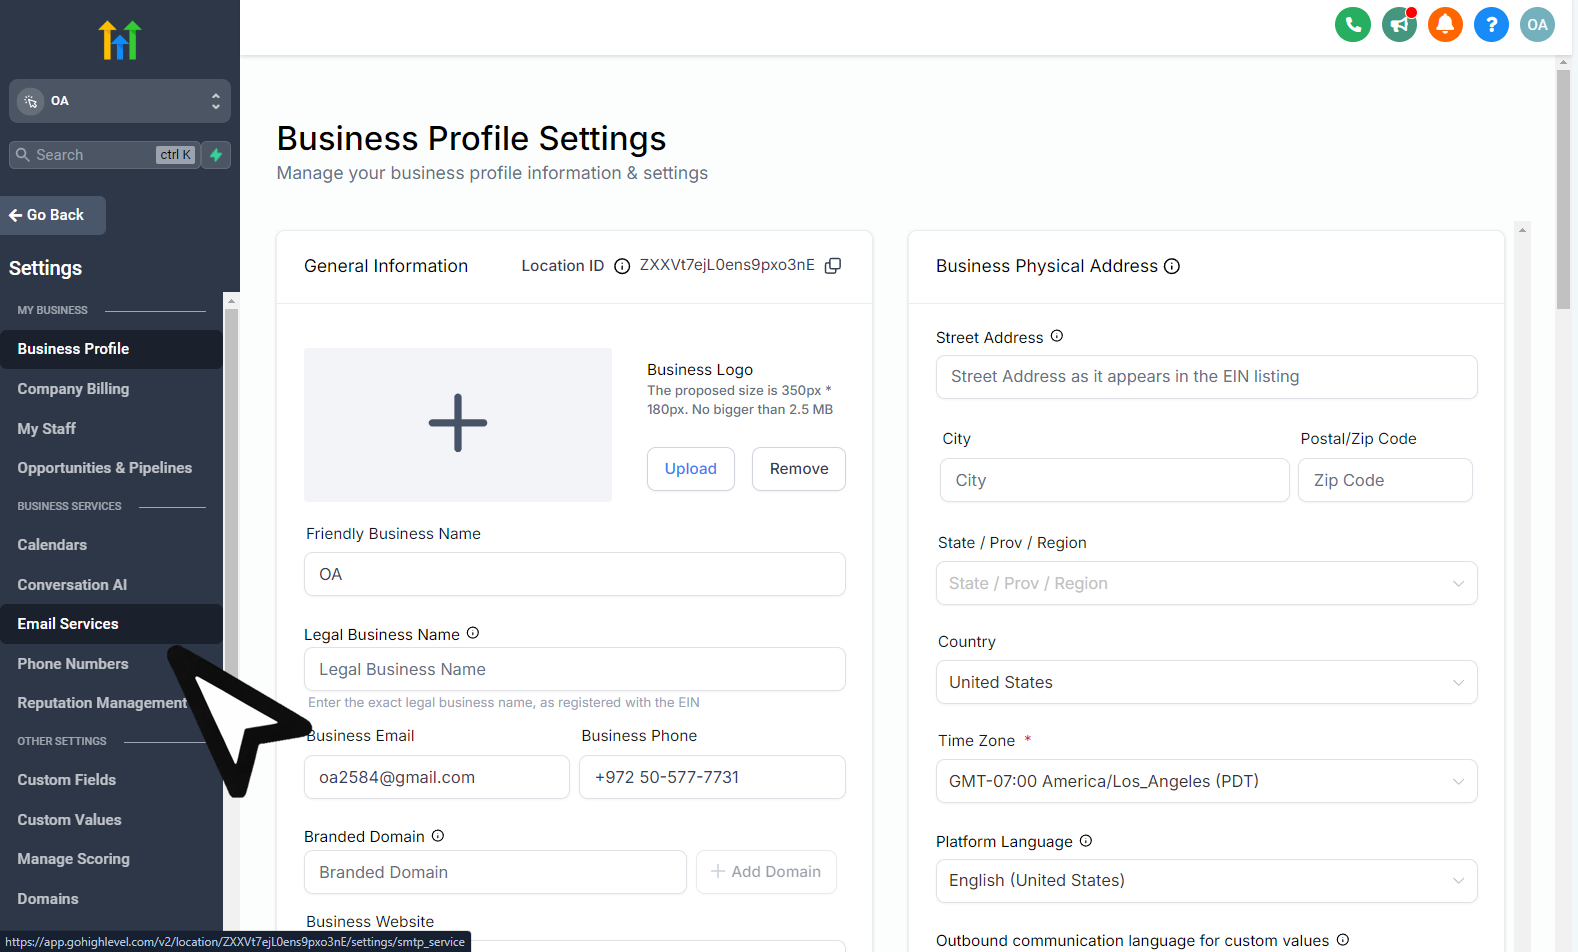 OA
OA
Search
ctrl K
Go Back
Settings
MY BUSINESS
Business Profile
Company Billing
My Staff
Opportunities & Pipelines
BUSINESS SERVICES
Calendars
Conversation AI
Email Services
Phone Numbers
Reputation Management
OTHER SETTINGS
Custom Fields
Custom Values
Manage Scoring
Domains
https://app.gohighlevel.com/v2/location/ZXXVt7ejL0ens9pxo3nE/settings/smtp_service
Business Profile Settings
Manage your business profile information & settings
General Information
Location ID
ZXXVt7ejL0ens9pxo3nE
Business Logo
The proposed size is 350px *
180px. No bigger than 2.5 MB
Upload
Remove
Friendly Business Name
OA
Legal Business Name
Legal Business Name
Enter the exact legal business name, as registered with the EIN
Business Email
Business Phone
oa2584@gmail.com
+972 50-577-7731
Branded Domain
Branded Domain
Add Domain
Business Website
Business Physical Address
Street Address
Street Address as it appears in the EIN listing
City
Postal/Zip Code
City
Zip Code
State / Prov / Region
State / Prov / Region
Country
United States
Time Zone *
GMT-07:00 America/Los_Angeles (PDT)
Platform Language
English (United States)
Outbound communication language for custom values